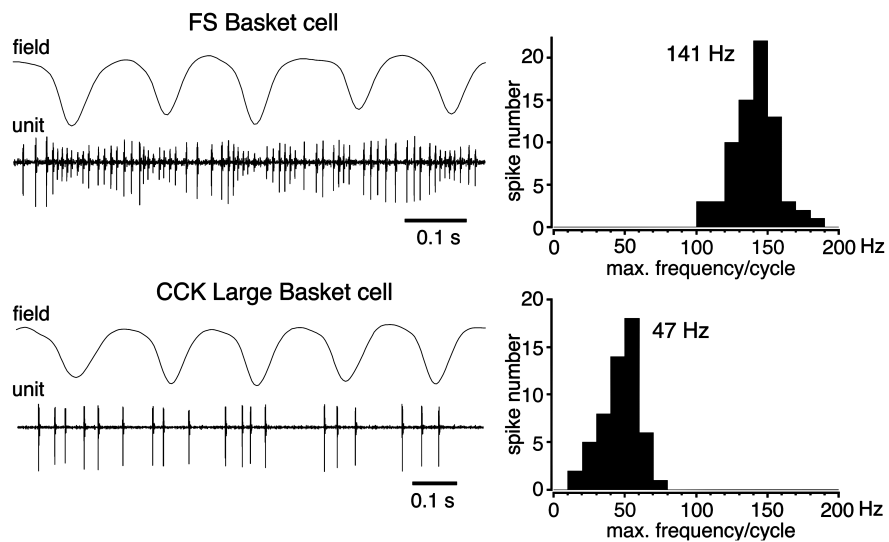 FS Basket cell
field
unit
0.1 s
141 Hz
spike number
20
15
10
5
0
0 50 100 150 200 Hz
max. frequency/cycle
CCK Large Basket cell
field
unit
0.1 s
47 Hz
spike number
20
15
10
5
0
0 50 100 150 200 Hz
max. frequency/cycle